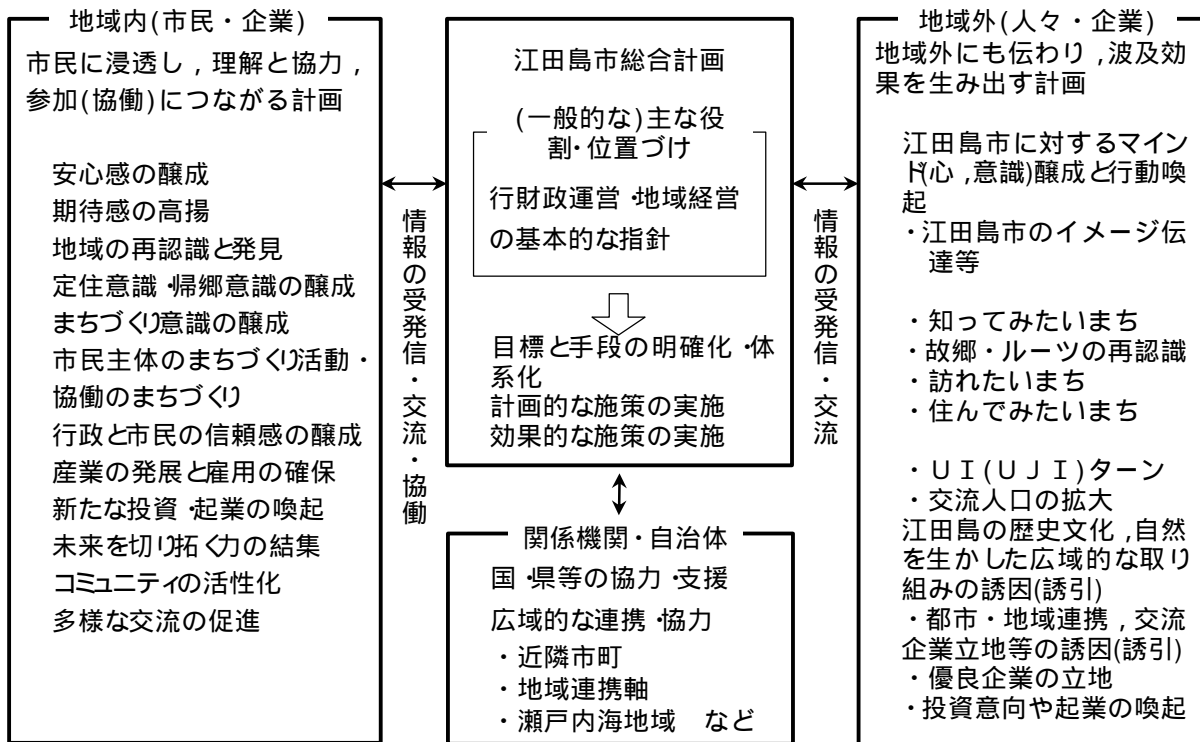 地域内(市民・企業)
市民に浸透し，理解と協力，
参加(協働)につながる計画
安心感の醸成
期待感の高揚
地域の再認識と発見
定住意識・帰郷意識の醸成
まちづくり意識の醸成
市民主体のまちづくり活動・
協働のまちづくり
行政と市民の信頼感の醸成
産業の発展と雇用の確保
新たな投資・起業の喚起
未来を切り拓く力の結集
コミュニティの活性化
多様な交流の促進
情報の受発信・交流・協働
江田島市総合計画
(一般的な)主な役
割・位置づけ
行財政運営・地域経営
の基本的な指針
目標と手段の明確化・体
系化
計画的な施策の実施
効果的な施策の実施
関係機関・自治体
国・県等の協力・支援
広域的な連携・協力
・近隣市町
・地域連携軸
・瀬戸内海地域　など
情報の受発信・交流
地域外(人々・企業)
地域外にも伝わり，波及効
果を生み出す計画
江田島市に対するマイン
ド(心，意識)醸成と行動喚
起
・江田島市のイメージ伝
達等
・知ってみたいまち
・故郷・ルーツの再認識
・訪れたいまち
・住んでみたいまち
・ＵＩ(ＵＪＩ)ターン
・交流人口の拡大
江田島の歴史文化，自然
を生かした広域的な取り
組みの誘因(誘引)
・都市・地域連携，交流
企業立地等の誘因(誘引)
・優良企業の立地
・投資意向や起業の喚起